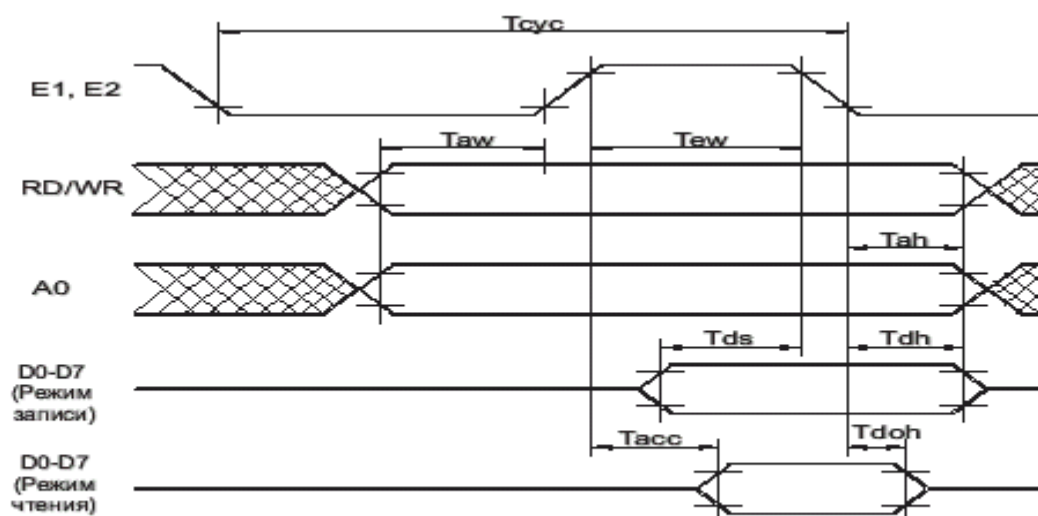 Tcyc
E1, E2
Taw
Tew
RD/WR
Tah
A0
Tds
Tdh
D0-D7
(Режим
записи)
Tacc
Tdoh
D0-D7
(Режим
чтения)